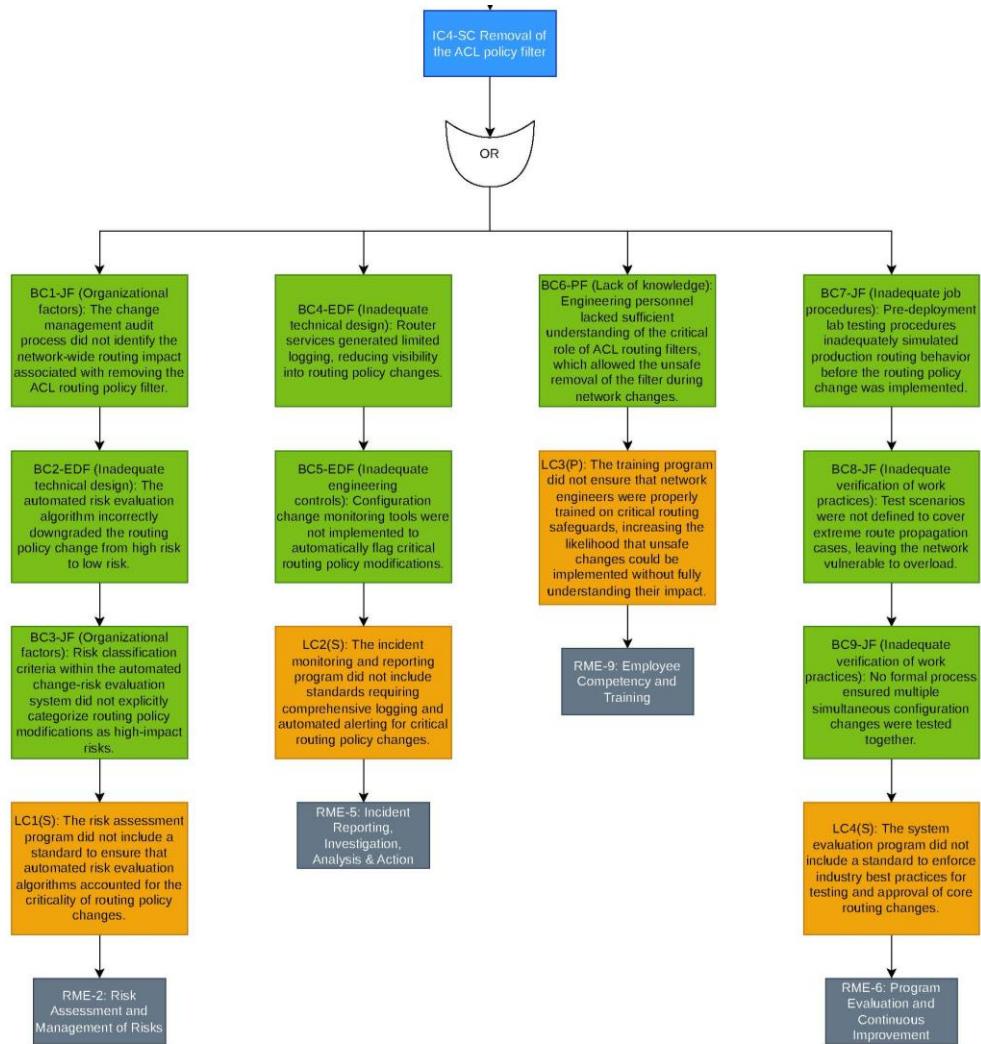 IC4-SC Removal of
the ACL policy filter
OR
BC1-JF (Organizational
factors): The change
management audit
process did not identify the
network-wide routing impact
associated with removing the
ACL routing policy filter.
BC2-EDF (Inadequate
technical design): The
automated risk evaluation
algorithm incorrectly
downgraded the routing
policy change from high risk
to low risk.
BC3-JF (Organizational
factors): Risk classification
criteria within the automated
change-risk evaluation
system did not explicitly
categorize routing policy
modifications as high-impact
risks.
LC1(S): The risk assessment
program did not include a
standard to ensure that
automated risk evaluation
algorithms accounted for the
criticality of routing policy
changes.
RME-2: Risk
Assessment and
Management of Risks
BC4-EDF (Inadequate
technical design): Router
services generated limited
logging, reducing visibility
into routing policy changes.
BC5-EDF (Inadequate
engineering
controls): Configuration
change monitoring tools were
not implemented to
automatically flag critical
routing policy modifications.
LC2(S): The incident
monitoring and reporting
program did not include
standards requiring
comprehensive logging and
automated alerting for critical
routing policy changes.
RME-5: Incident
Reporting,
Investigation,
Analysis & Action
BC6-PF (Lack of knowledge):
Engineering personnel
lacked sufficient
understanding of the critical
role of ACL routing filters,
which allowed the unsafe
removal of the filter during
network changes.
LC3(P): The training program
did not ensure that network
engineers were properly
trained on critical routing
safeguards, increasing the
likelihood that unsafe
changes could be
implemented without fully
understanding their impact.
RME-9: Employee
Competency and
Training
BC7-JF (Inadequate job
procedures): Pre-deployment
lab testing procedures
inadequately simulated
production routing behavior
before the routing policy
change was implemented.
BC8-JF (Inadequate
verification of work
practices): Test scenarios
were not defined to cover
extreme route propagation
cases, leaving the network
vulnerable to overload.
BC9-JF (Inadequate
verification of work
practices): No formal process
ensured multiple
simultaneous configuration
changes were tested
together.
LC4(S): The system
evaluation program did not
include a standard to enforce
industry best practices for
testing and approval of core
routing changes.
RME-6: Program
Evaluation and
Continuous
Improvement